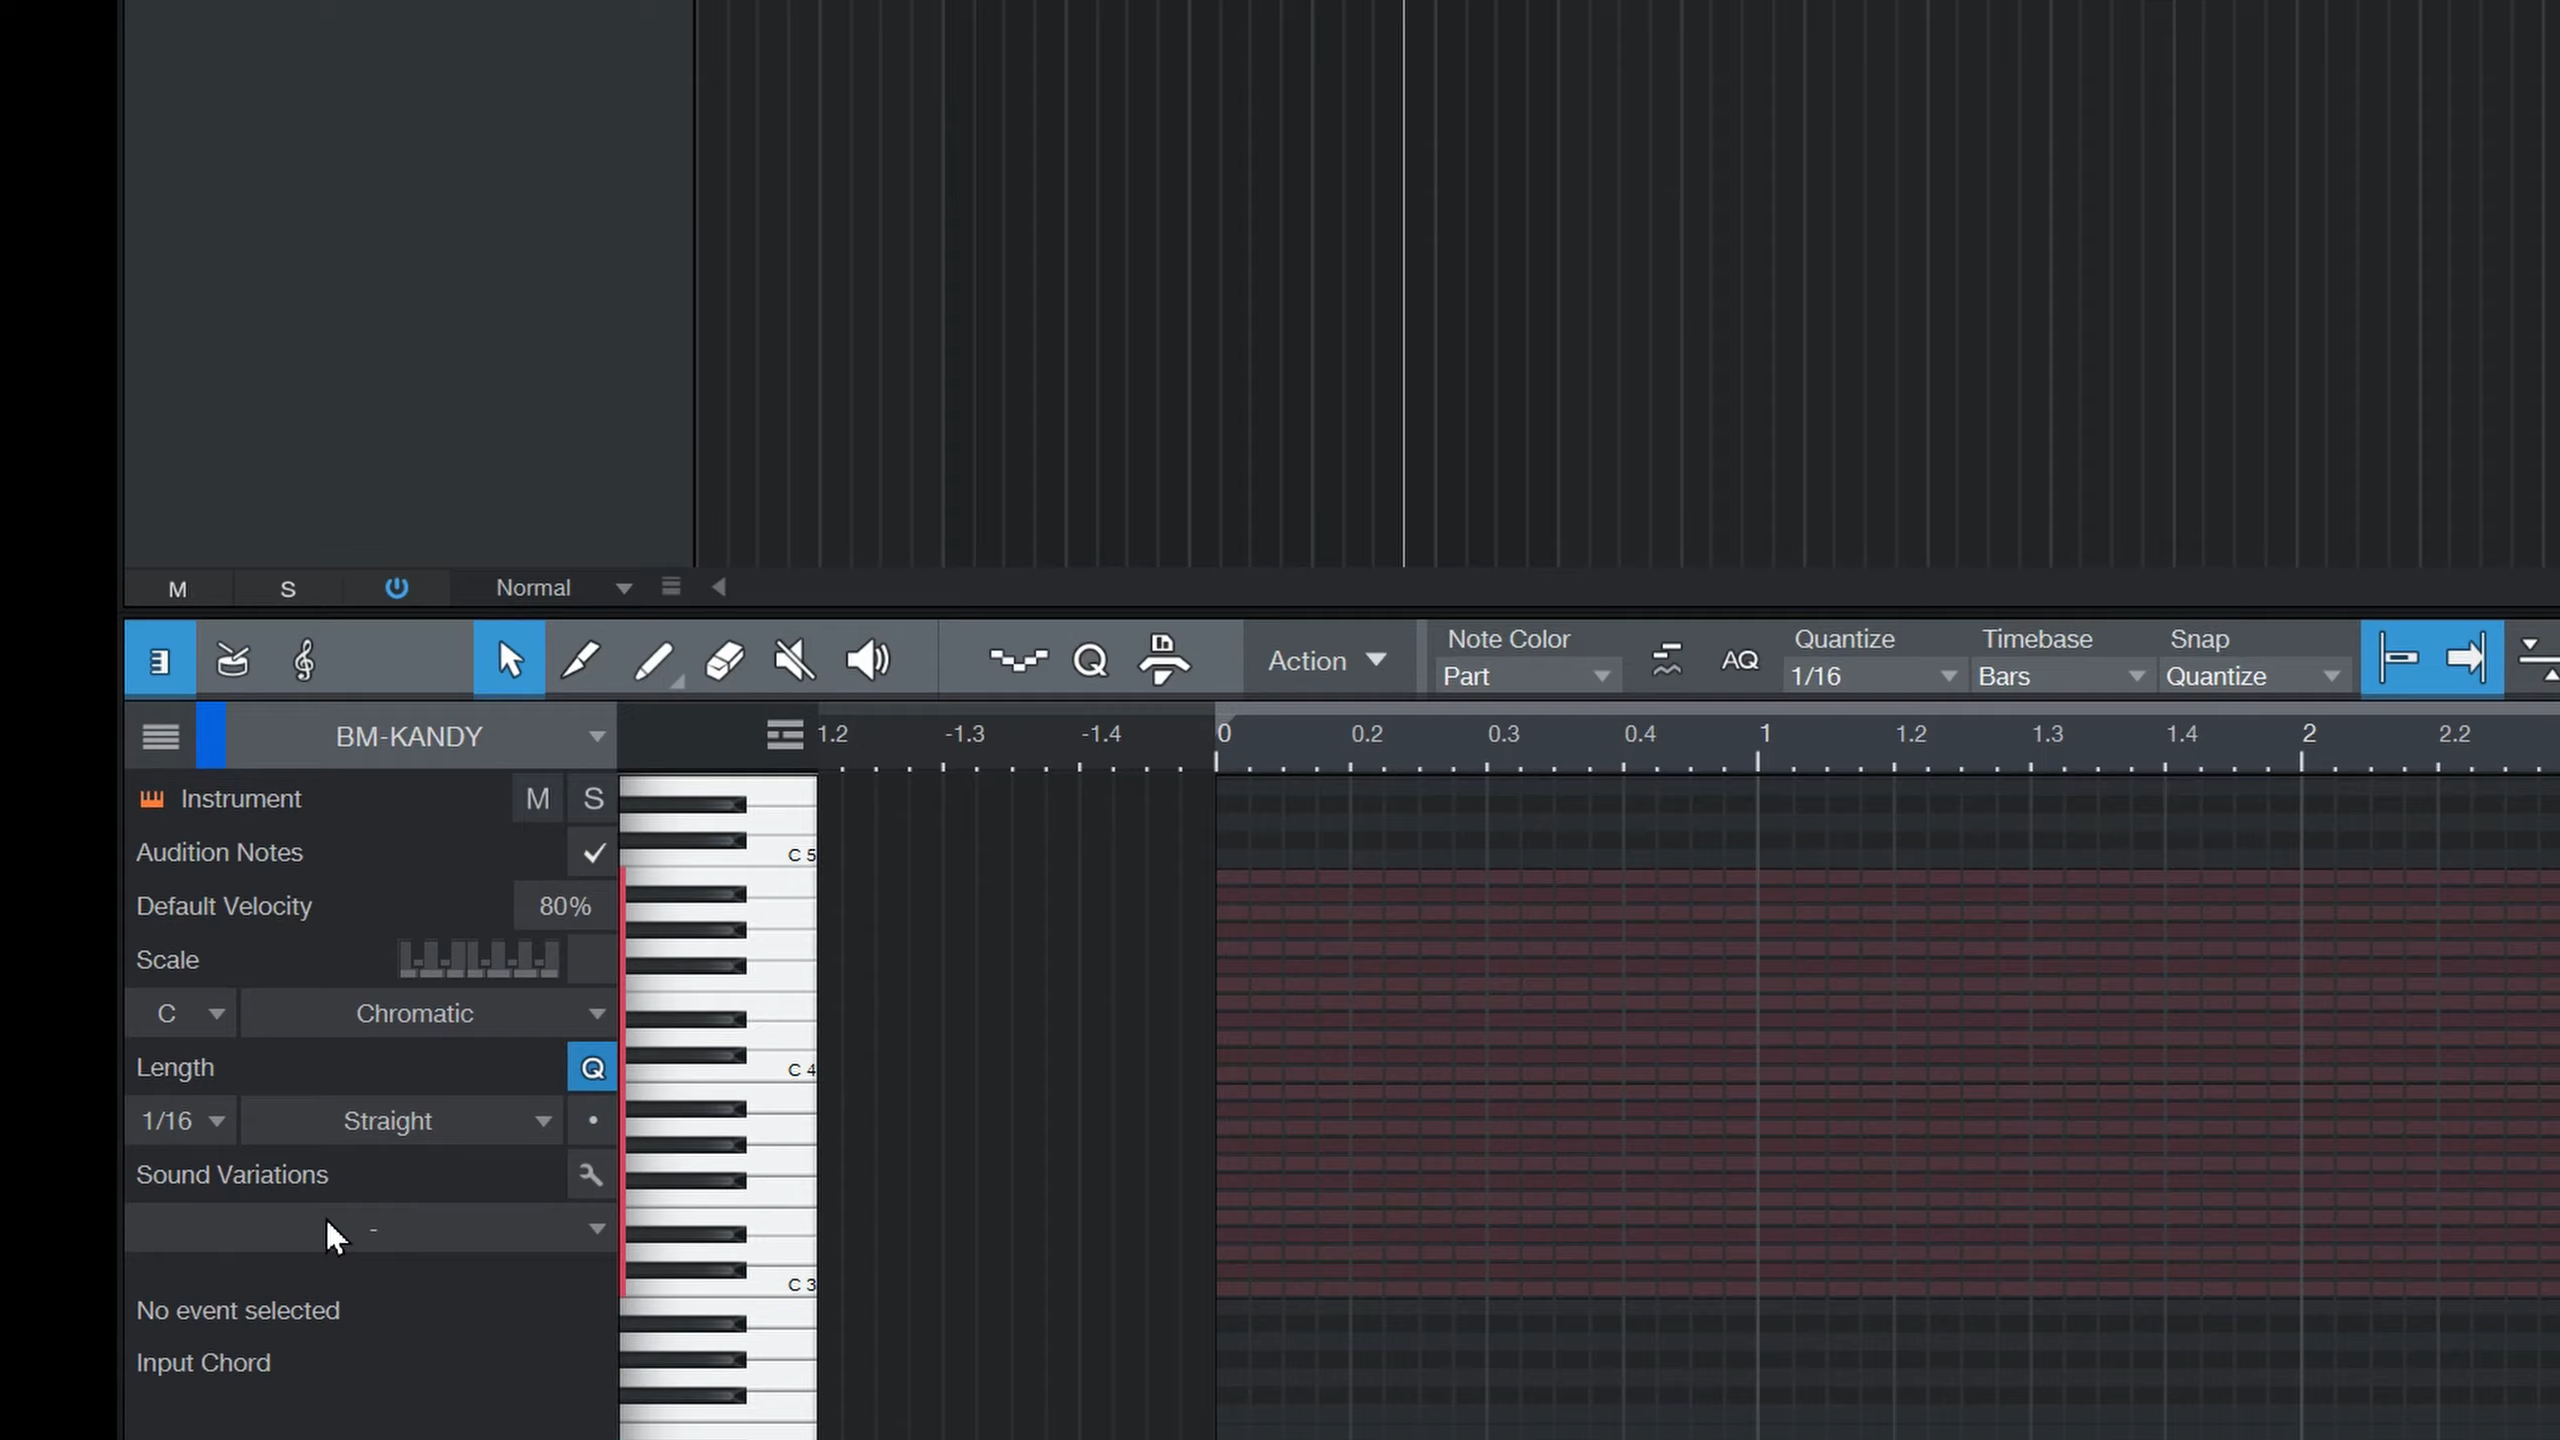 M S Normal
Action Note Color AQ Quantize Timebase Snap
Part 1/16 Bars Quantize
BM-KANDY 1.2 -1.3 -1.4 0 0.2 0.3 0.4 1 1.2 1.3 1.4 2 2.2
Instrument M S
Audition Notes C 5
Default Velocity 80%
Scale
C Chromatic
Length Q C 4
1/16 Straight
Sound Variations
-
C 3
No event selected
Input Chord